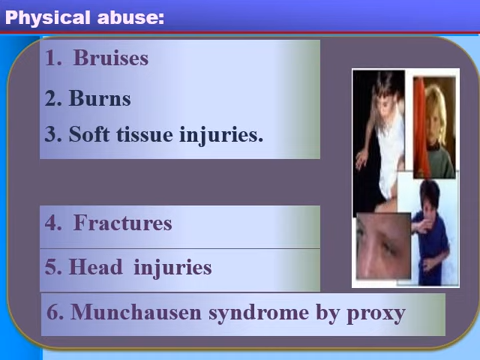 Physical abuse:
1. Bruises
2. Burns
3. Soft tissue injuries.
4. Fractures
5. Head injuries
6. Munchausen syndrome by proxy